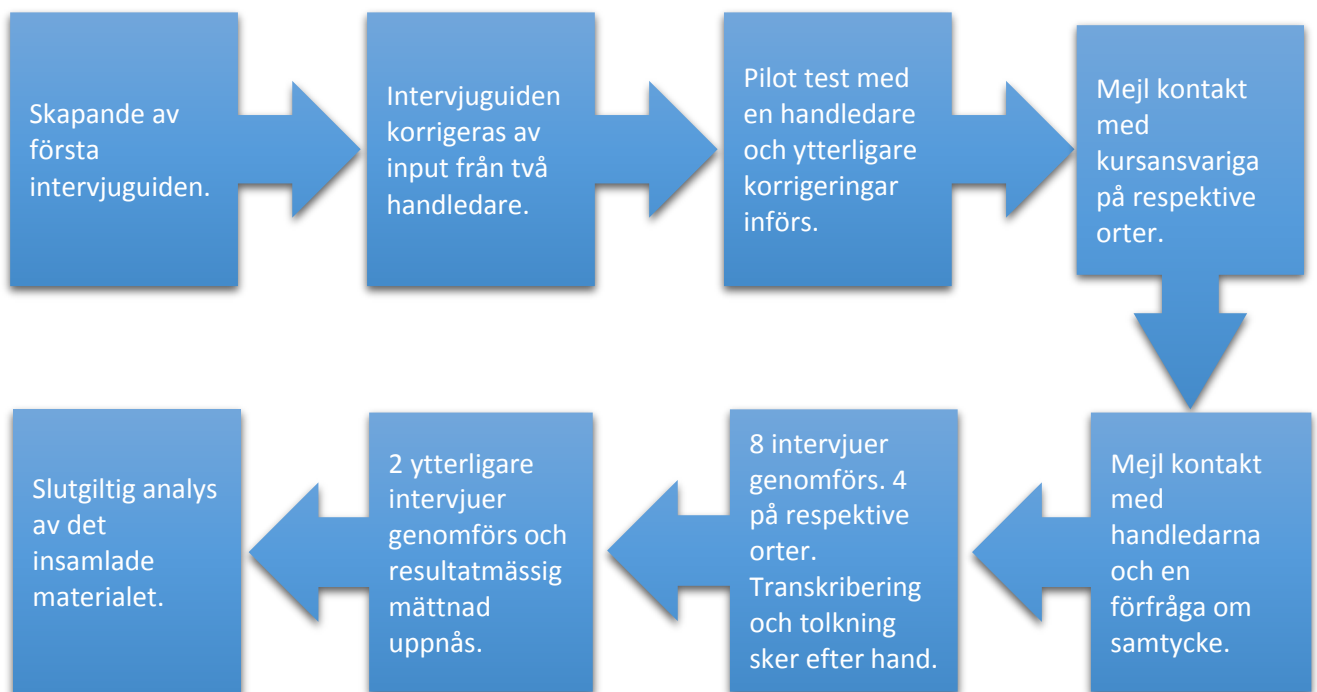 Skapande av
första
intervjuguiden.
Intervjuguiden
korrigeras av
input från två
handledare.
Pilot test med
en handledare
och ytterligare
korrigeringar
införs.
Mejl kontakt
med
kursansvariga
på respektive
orter.
Mejl kontakt
med
handledarna
och en
förfråga om
samtycke.
8 intervjuer
genomförs. 4
på respektive
orter.
Transkribering
och tolkning
sker efter hand.
2 ytterligare
intervjuer
genomförs och
resultatmässig
mättnad
uppnås.
Slutgiltig analys
av det
insamlade
materialet.